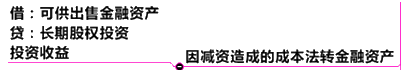 借：可供出售金融资产
贷：长期股权投资
投资收益
因减资造成的成本法转金融资产